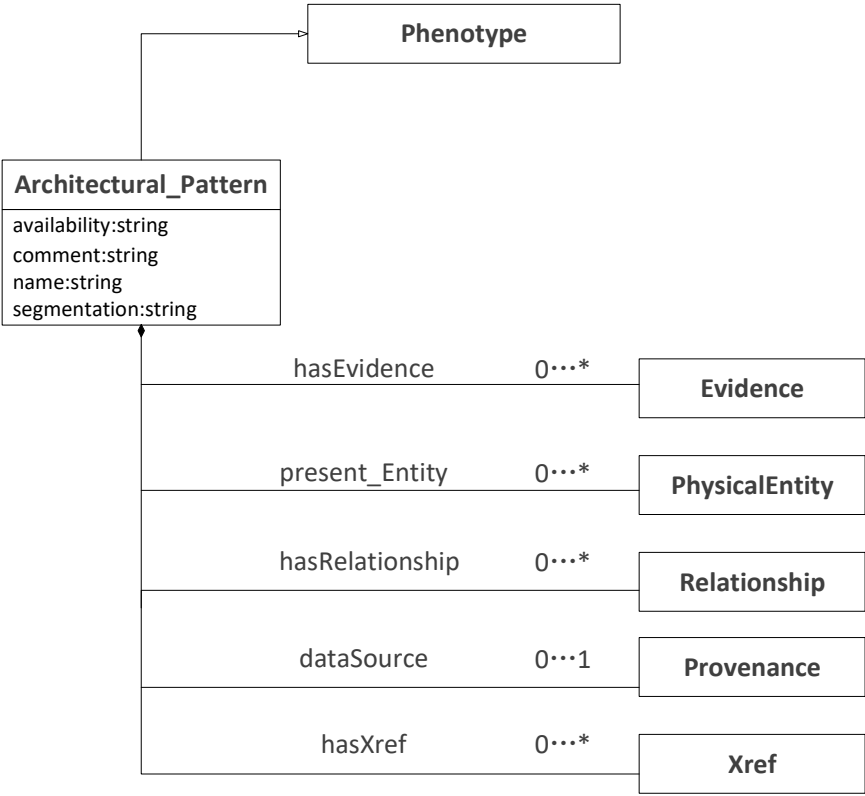 Phenotype
Architectural_Pattern
availability:string
comment:string
name:string
segmentation:string
hasEvidence 0···*
Evidence
present_Entity 0···*
PhysicalEntity
hasRelationship 0···*
Relationship
dataSource 0···1
Provenance
hasXref 0···*
Xref